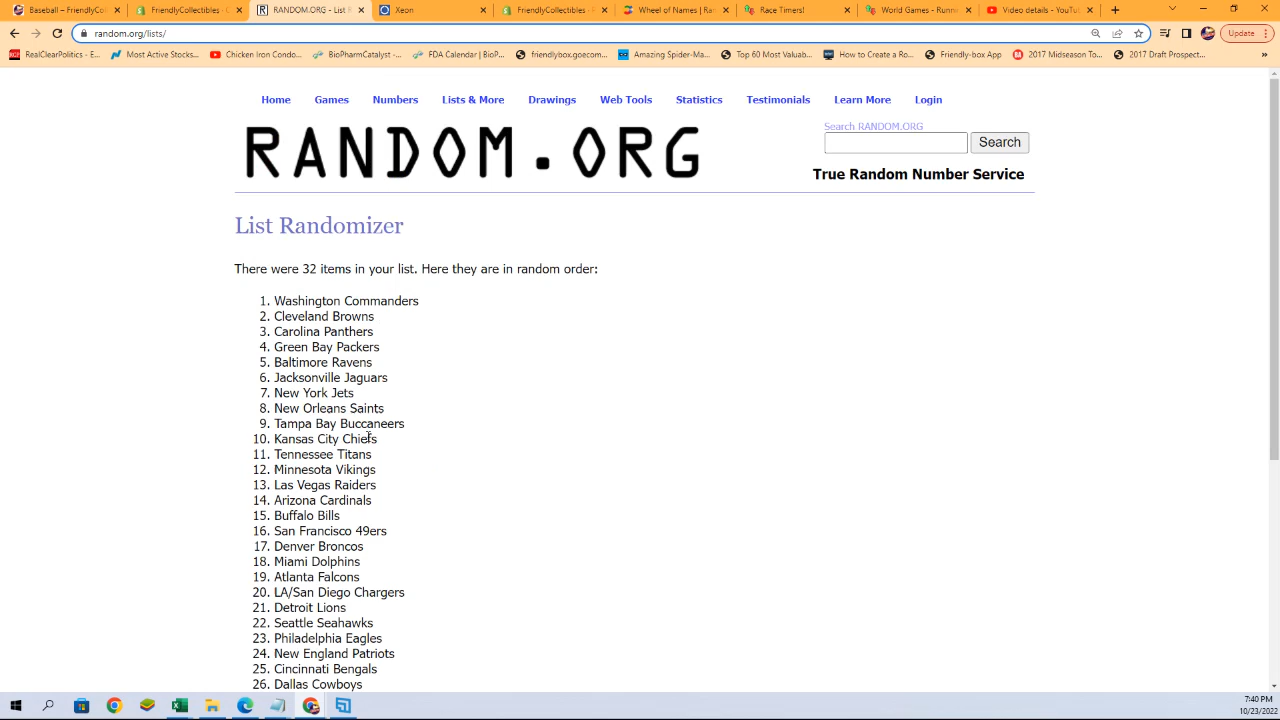 Baseball – FriendlyCollectibles
FriendlyCollectibles - C
RANDOM.ORG - List R
Xeon
FriendlyCollectibles - R
Wheel of Names | Ra
Race Timers!
World Games - Runn
Video details - YouTu
random.org/lists/
Update
RealClearPolitics - E...
Most Active Stocks...
Chicken Iron Condo...
BioPharmCatalyst -...
FDA Calendar | BioP...
friendlybox.goecom...
Amazing Spider-Ma...
Top 60 Most Valuab...
How to Create a Ro...
Friendly-box App
2017 Midseason To...
2017 Draft Prospect...
Home Games Numbers Lists & More Drawings Web Tools Statistics Testimonials Learn More Login
RANDOM.ORG
Search RANDOM.ORG
Search
True Random Number Service
List Randomizer
There were 32 items in your list. Here they are in random order:
1. Washington Commanders
2. Cleveland Browns
3. Carolina Panthers
4. Green Bay Packers
5. Baltimore Ravens
6. Jacksonville Jaguars
7. New York Jets
8. New Orleans Saints
9. Tampa Bay Buccaneers
10. Kansas City Chiefs
11. Tennessee Titans
12. Minnesota Vikings
13. Las Vegas Raiders
14. Arizona Cardinals
15. Buffalo Bills
16. San Francisco 49ers
17. Denver Broncos
18. Miami Dolphins
19. Atlanta Falcons
20. LA/San Diego Chargers
21. Detroit Lions
22. Seattle Seahawks
23. Philadelphia Eagles
24. New England Patriots
25. Cincinnati Bengals
26. Dallas Cowboys
7:40 PM
10/23/2022